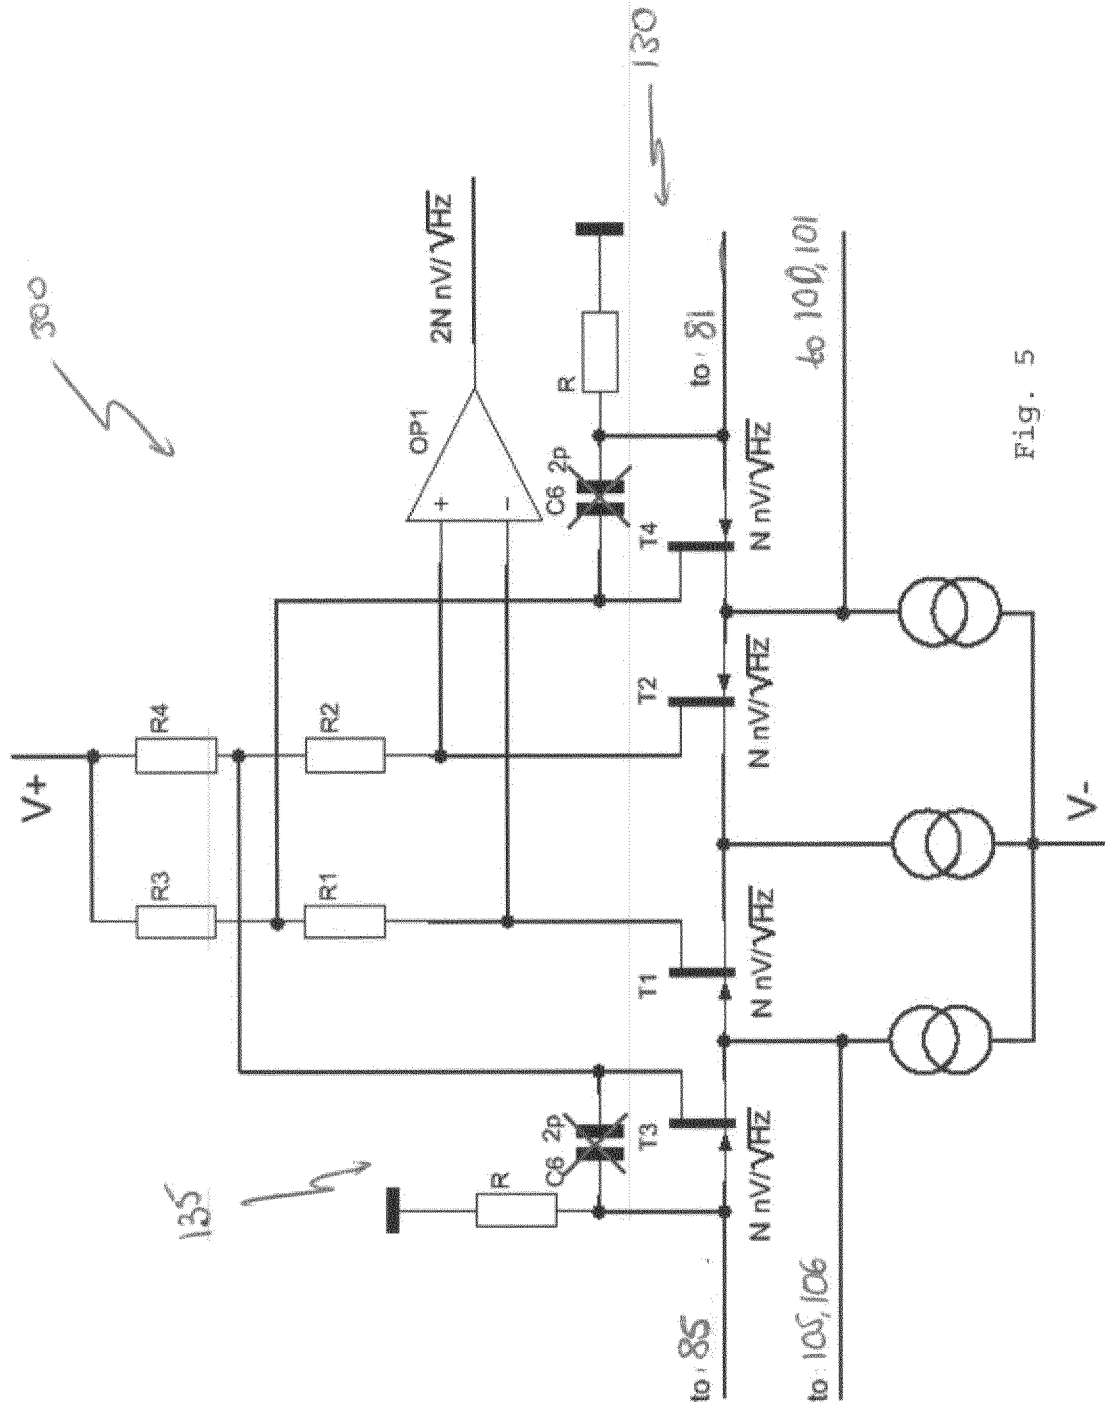 300
130
135
V+
R3
R4
R1
R2
OP1
+
−
2N nV/√Hz
R
C6 2p
T3
N nV/√Hz
T1
N nV/√Hz
T2
N nV/√Hz
T4
N nV/√Hz
C6 2p
R
to: 85
to: 105, 106
to: 81
to 100, 101
V-
Fig. 5